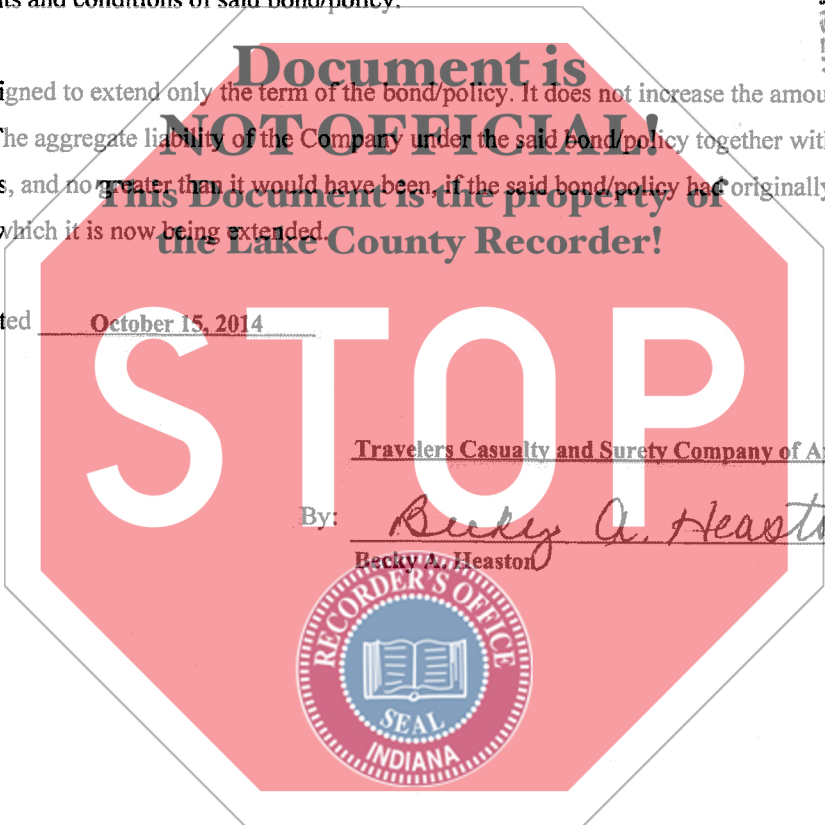 ts and conditions of said bond/policy.
Document is
igned to extend only the term of the bond/policy. It does not increase the amou
NOT OFFICIAL!
he aggregate liability of the Company under the said bond/policy together wit
This Document is the property of
s, and no greater than it would have been, if the said bond/policy had originally
the Lake County Recorder!
which it is now being extended.
ted October 15, 2014
STOP
Travelers Casualty and Surety Company of A
By: Becky A. Heasto
Becky A. Heaston
RECORDER'S OFFICE
SEAL
INDIANA